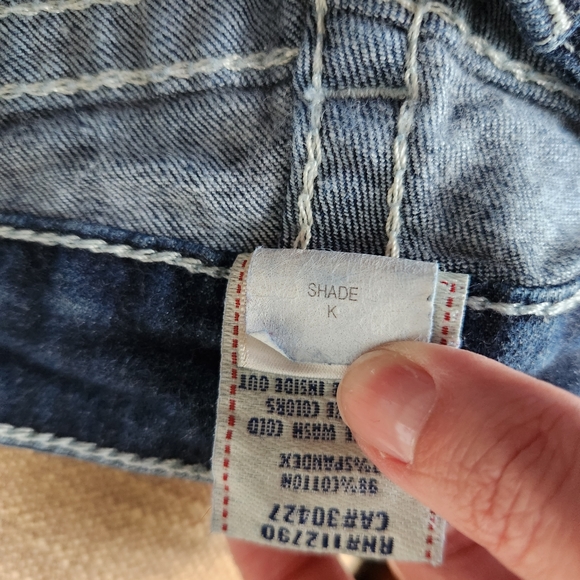 SHADE
K
RN#112790
CA#30427
98%COTTON
%SPANDEX
WASH COLD
COLORS
INSIDE OUT